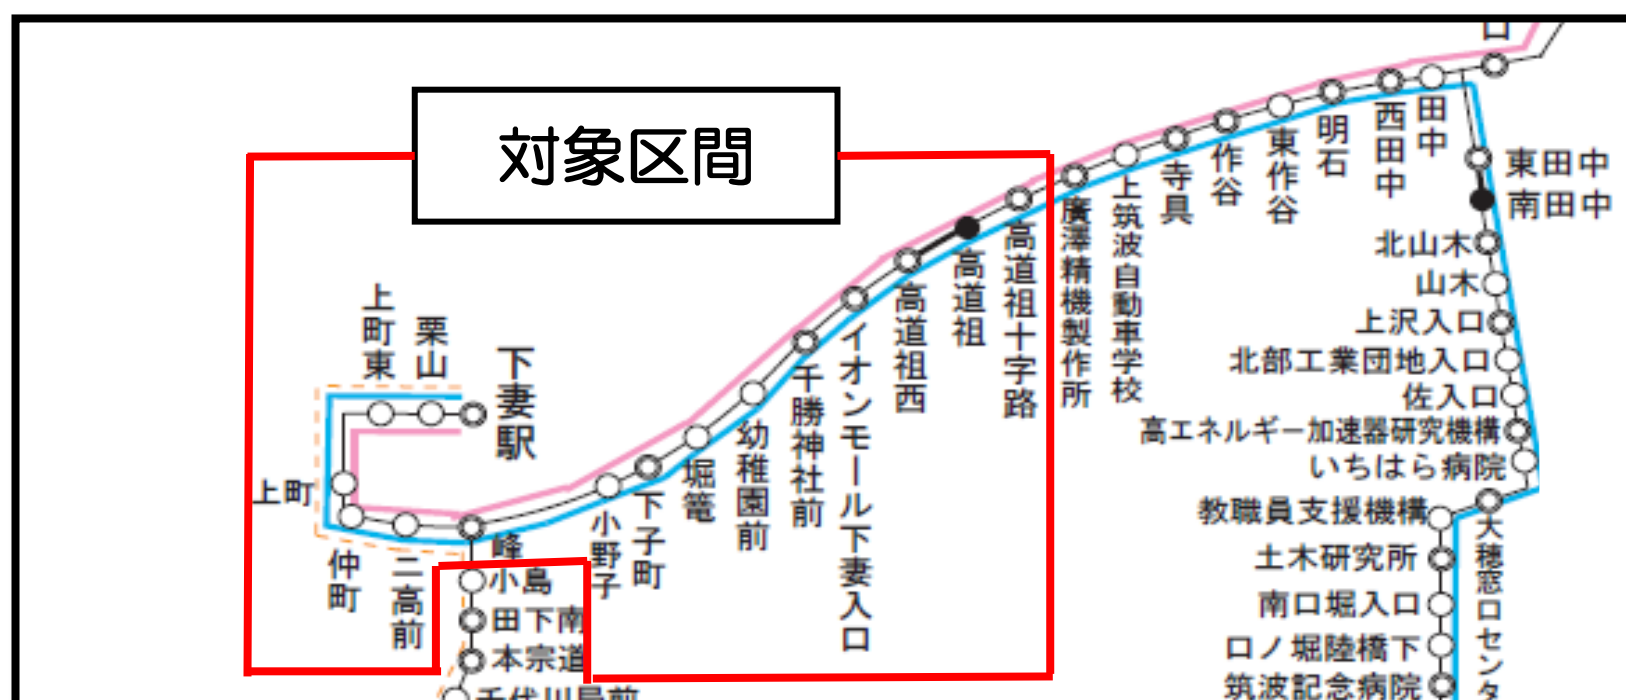 対象区間
口
田中
西田中
明石
東作谷
作谷
寺具
上筑波自動車学校
廣澤精機製作所
高道祖十字路
高道祖
高道祖西
イオンモール下妻入口
千勝神社前
幼稚園前
堀篭
下子町
小野子
下妻駅
栗山
上町東
上町
仲町
二高前
峰
小島
田下南
本宗道
千代川局前
東田中
南田中
北山木
山木
上沢入口
北部工業団地入口
佐入口
高エネルギー加速器研究機構
いちはら病院
大穂窓口センタ
教職員支援機構
土木研究所
南口堀入口
口ノ堀陸橋下
筑波記念病院